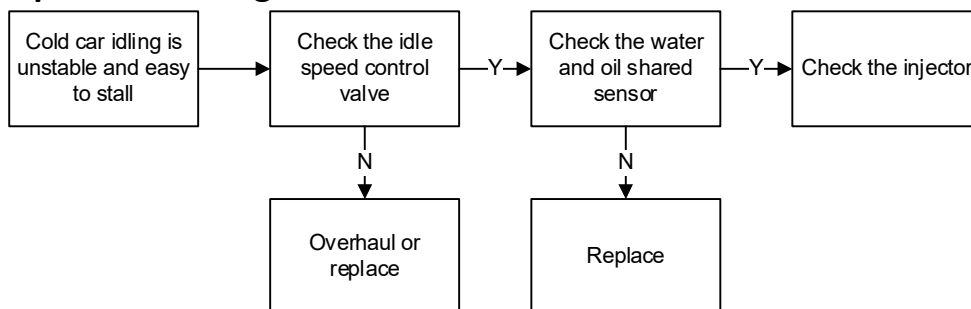 Cold car idling is
unstable and easy
to stall
Check the idle
speed control
valve
Y
Check the water
and oil shared
sensor
Y
Check the injector
N
N
Overhaul or
replace
Replace